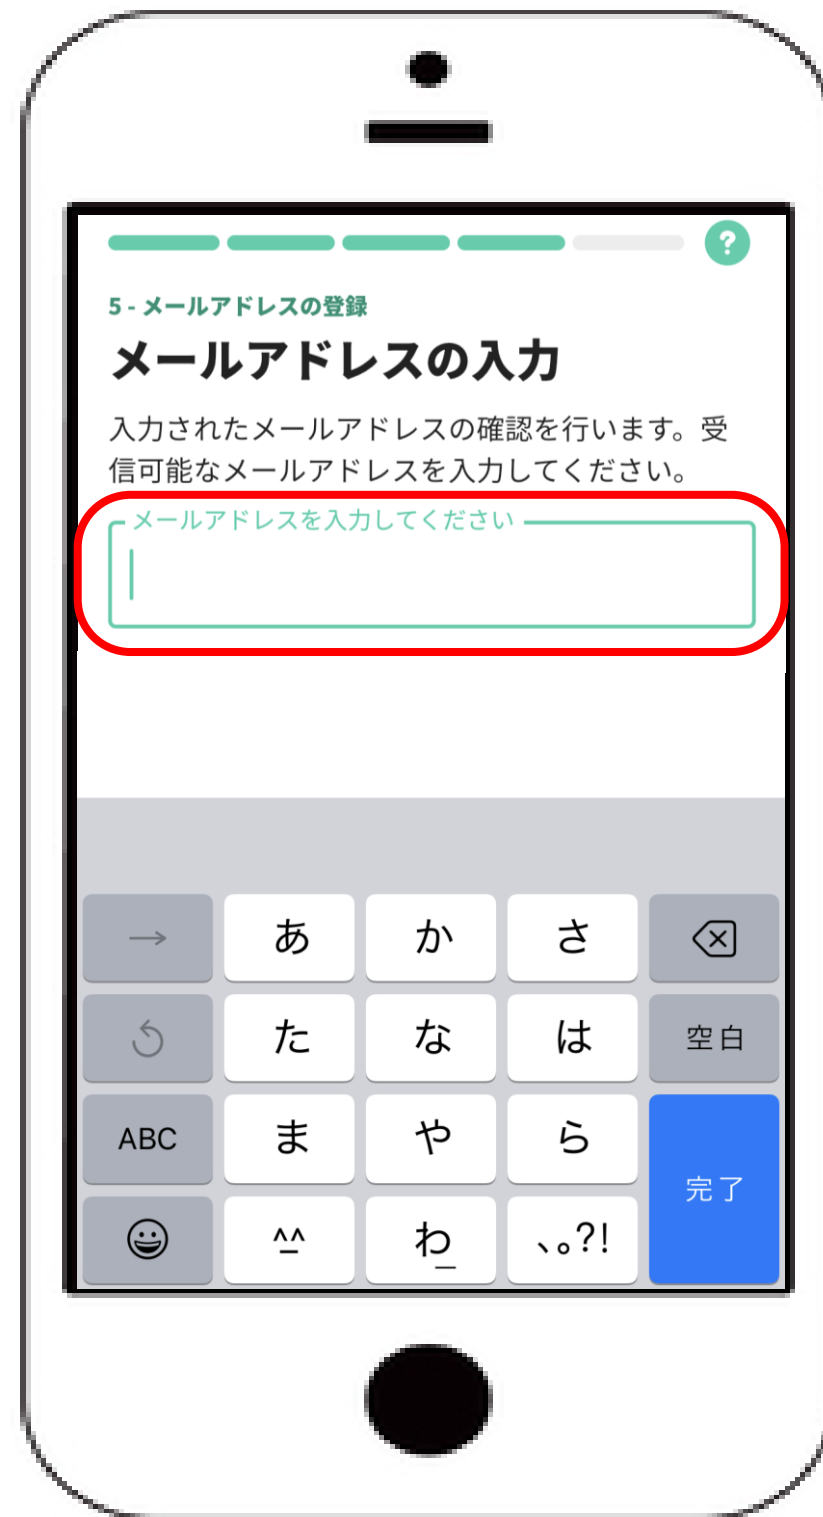 ?
5 - メールアドレスの登録
メールアドレスの入力
入力されたメールアドレスの確認を行います。受
信可能なメールアドレスを入力してください。
メールアドレスを入力してください
→ あ か さ
た な は 空白
ABC ま や ら 完了
^^ わ 、。?!